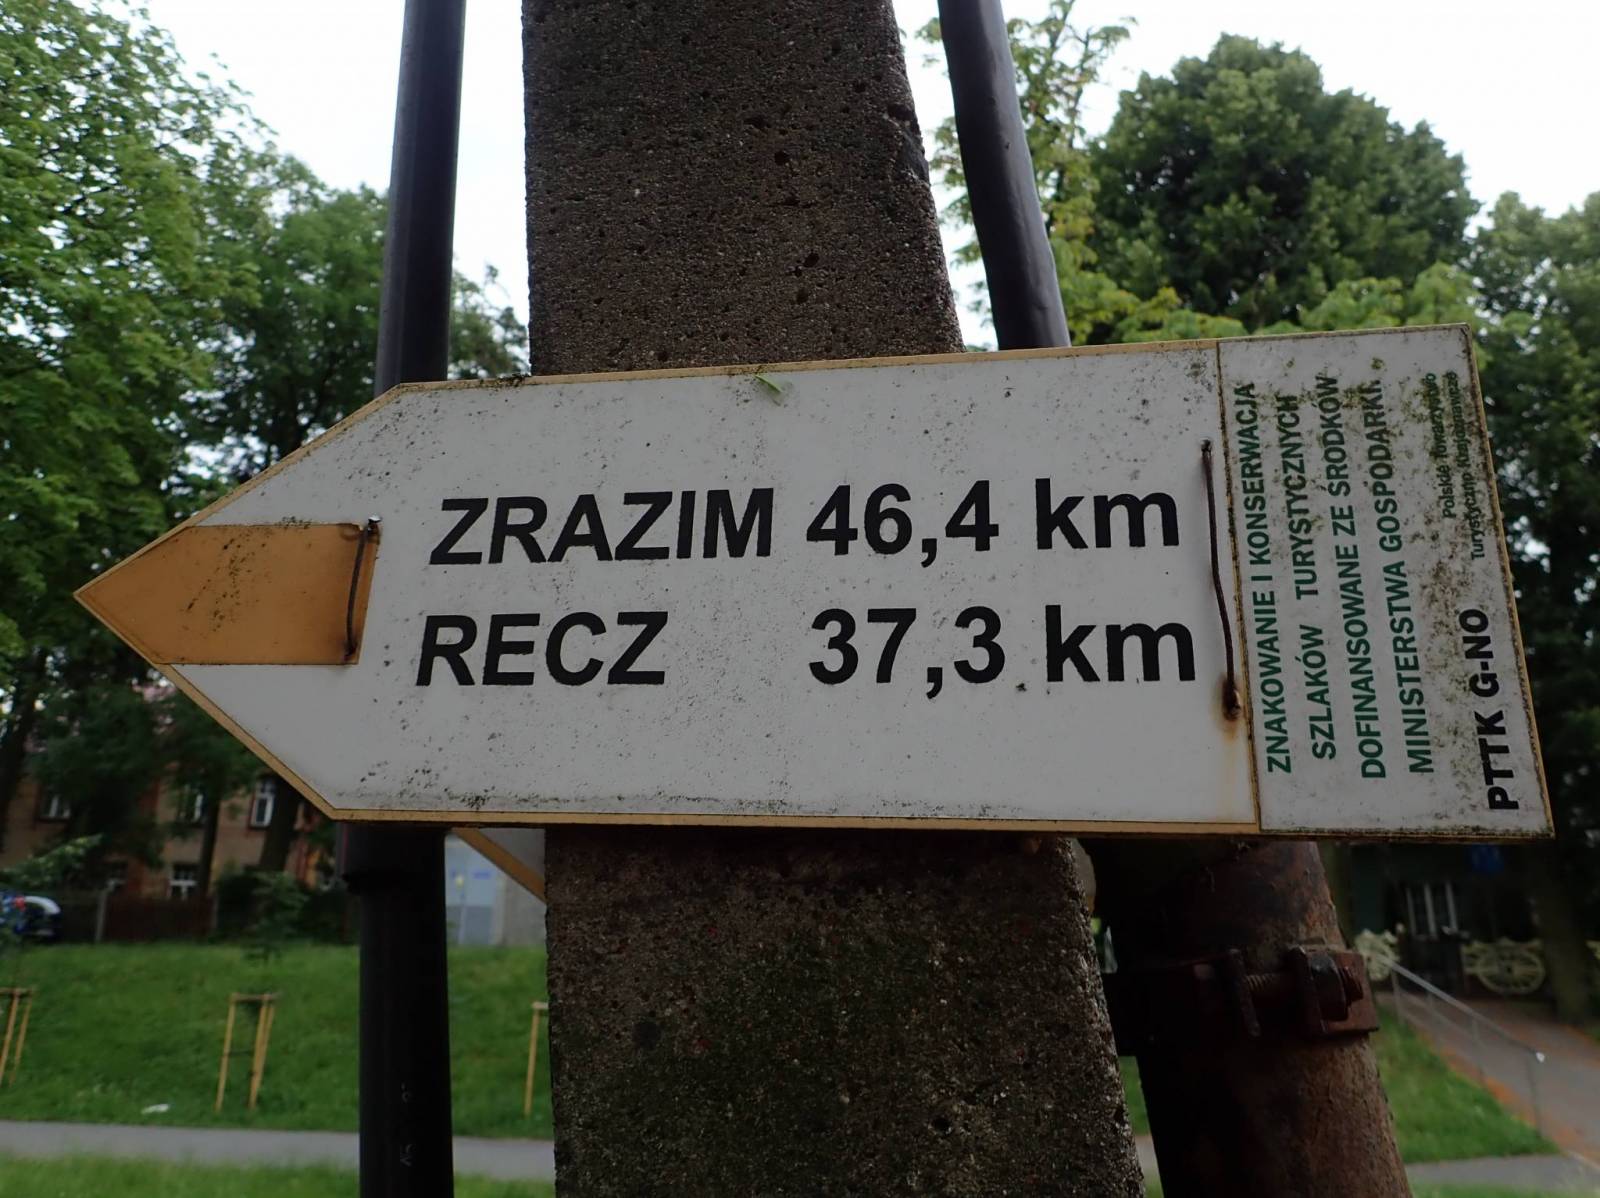 ZRAZIM 46,4 km
RECZ 37,3 km
ZNAKOWANIE I KONSERWACJA
SZLAKÓW TURYSTYCZNYCH
DOFINANSOWANE ZE ŚRODKÓW
MINISTERSTWA GOSPODARKI
Polskie Towarzystwo
Turystyczno-Krajoznawcze
PTTK G-NO